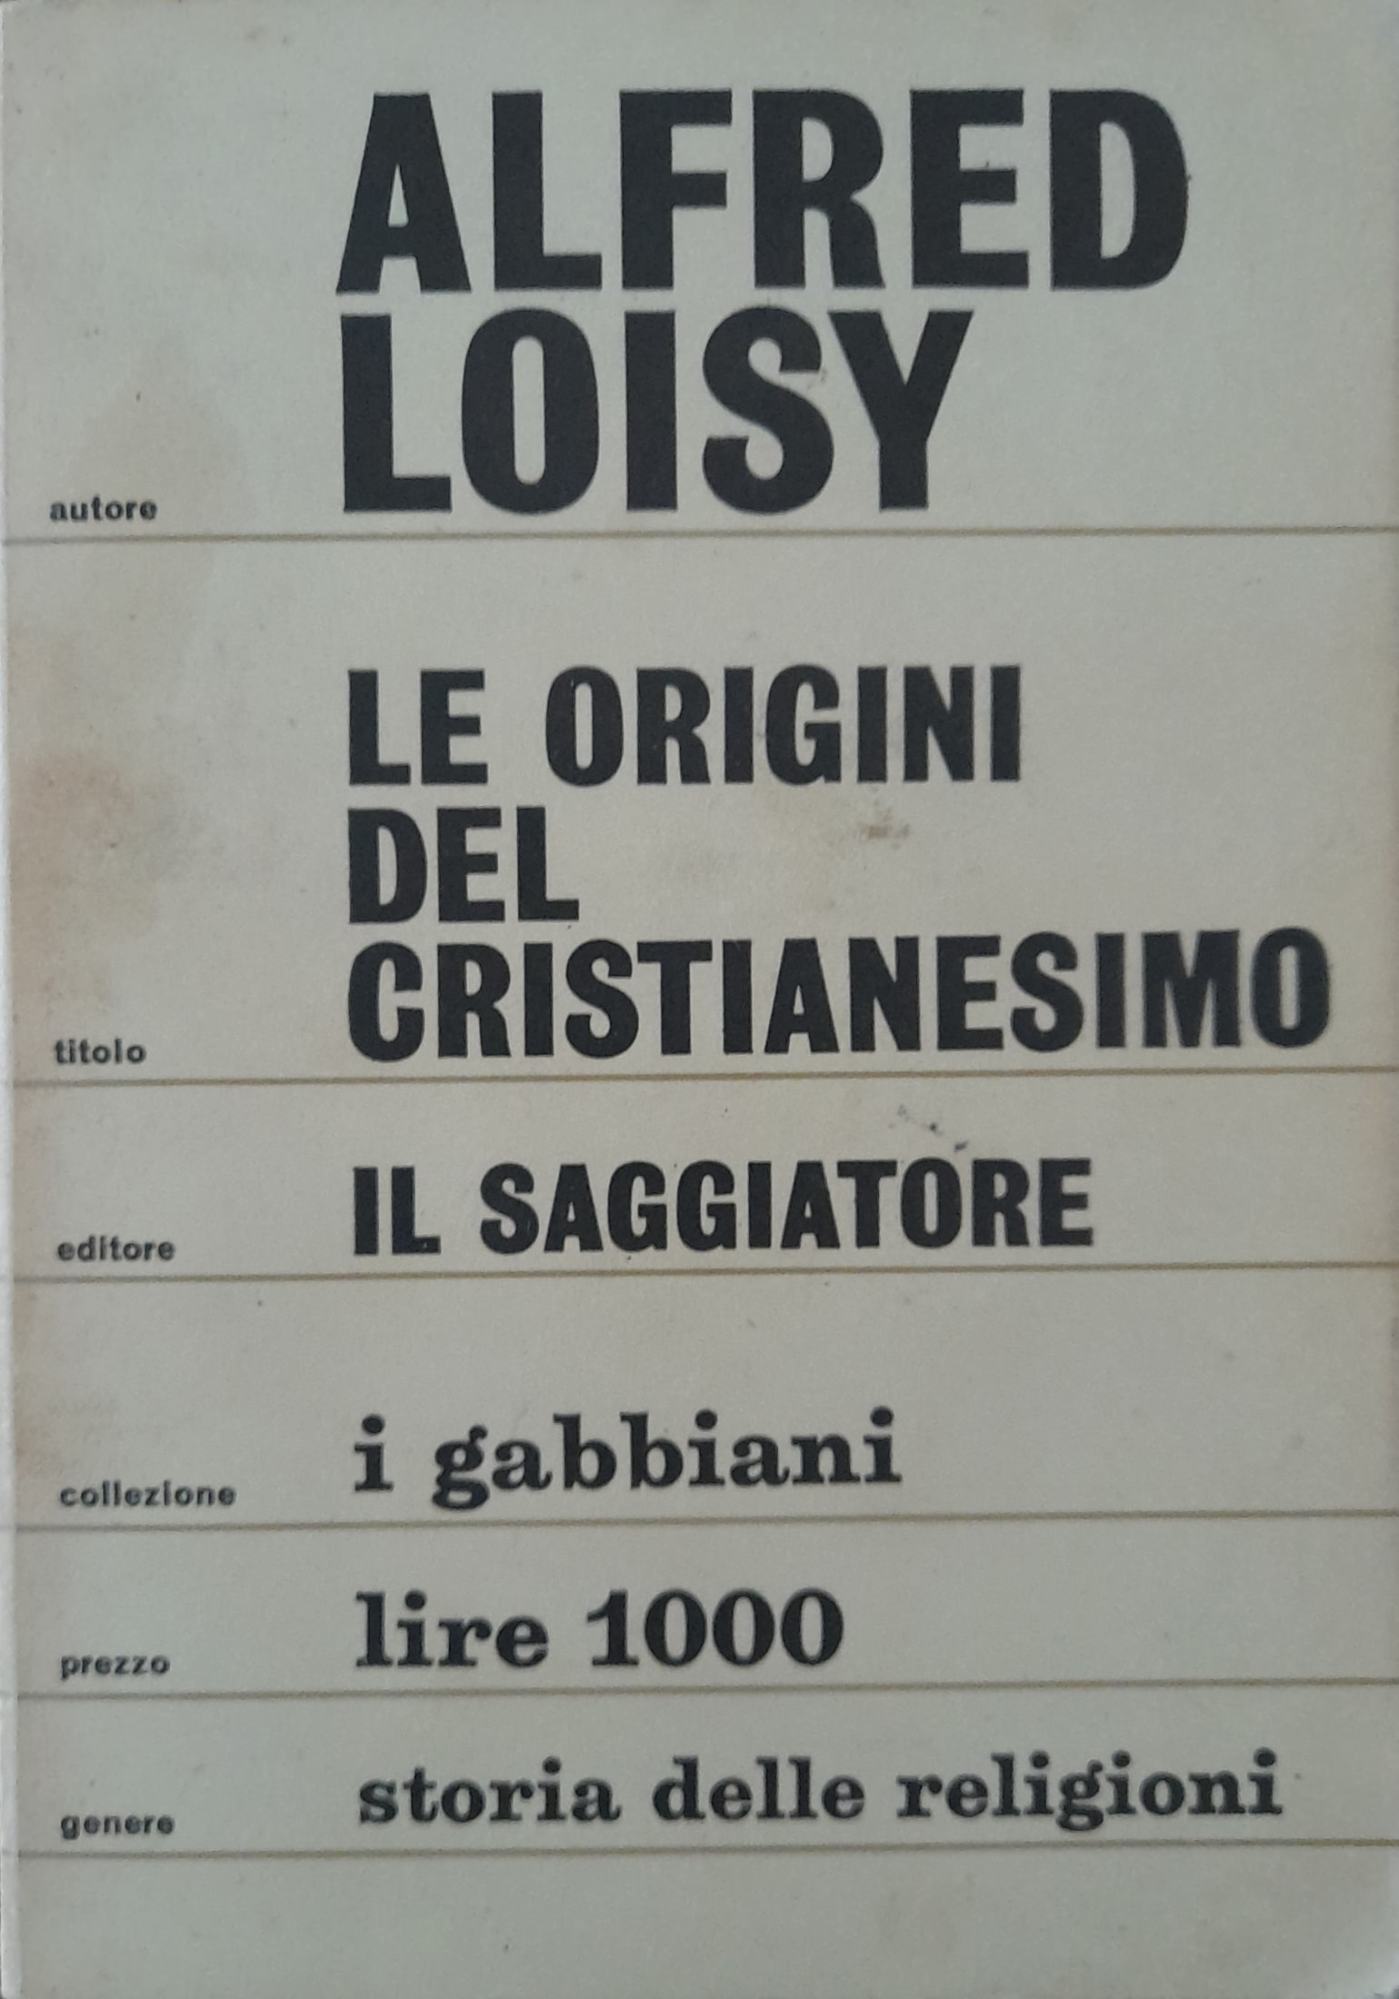 ALFRED
LOISY
autore
LE ORIGINI
DEL
CRISTIANESIMO
titolo
IL SAGGIATORE
editore
i gabbiani
collezione
lire 1000
prezzo
storia delle religioni
genere